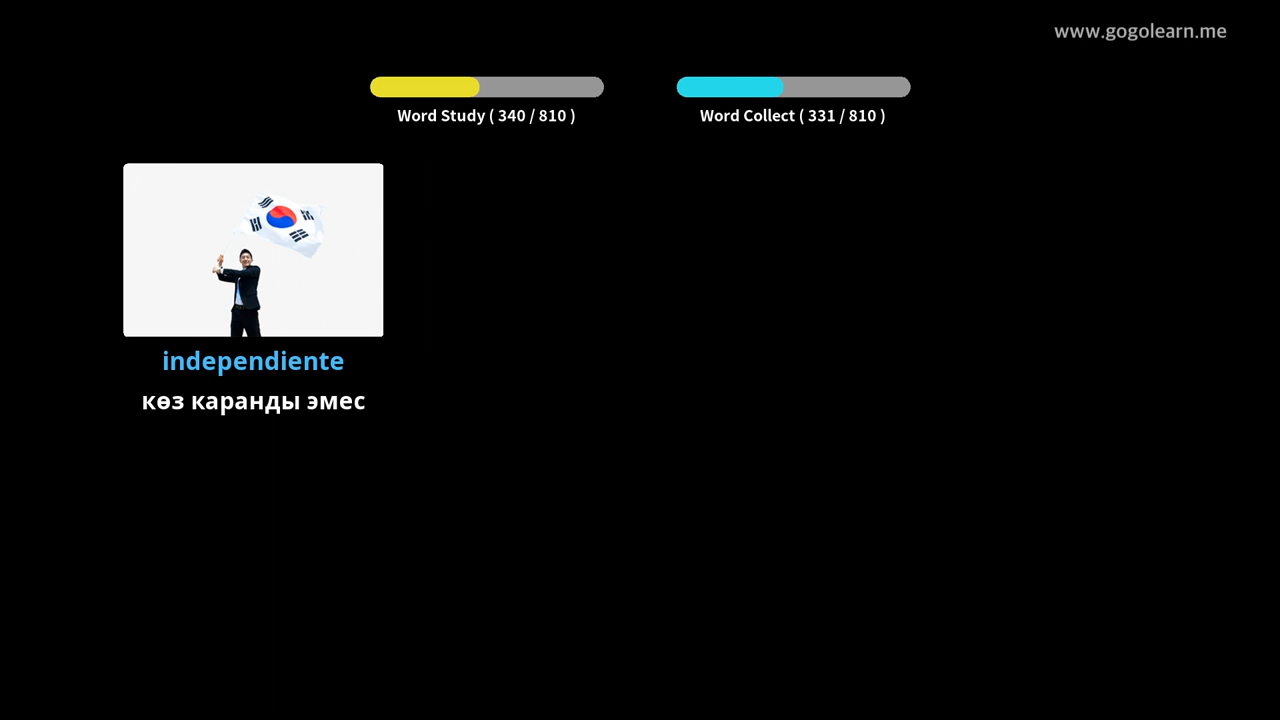 www.gogolearn.me
Word Study ( 340 / 810 )
Word Collect ( 331 / 810 )
independiente
көз каранды эмес